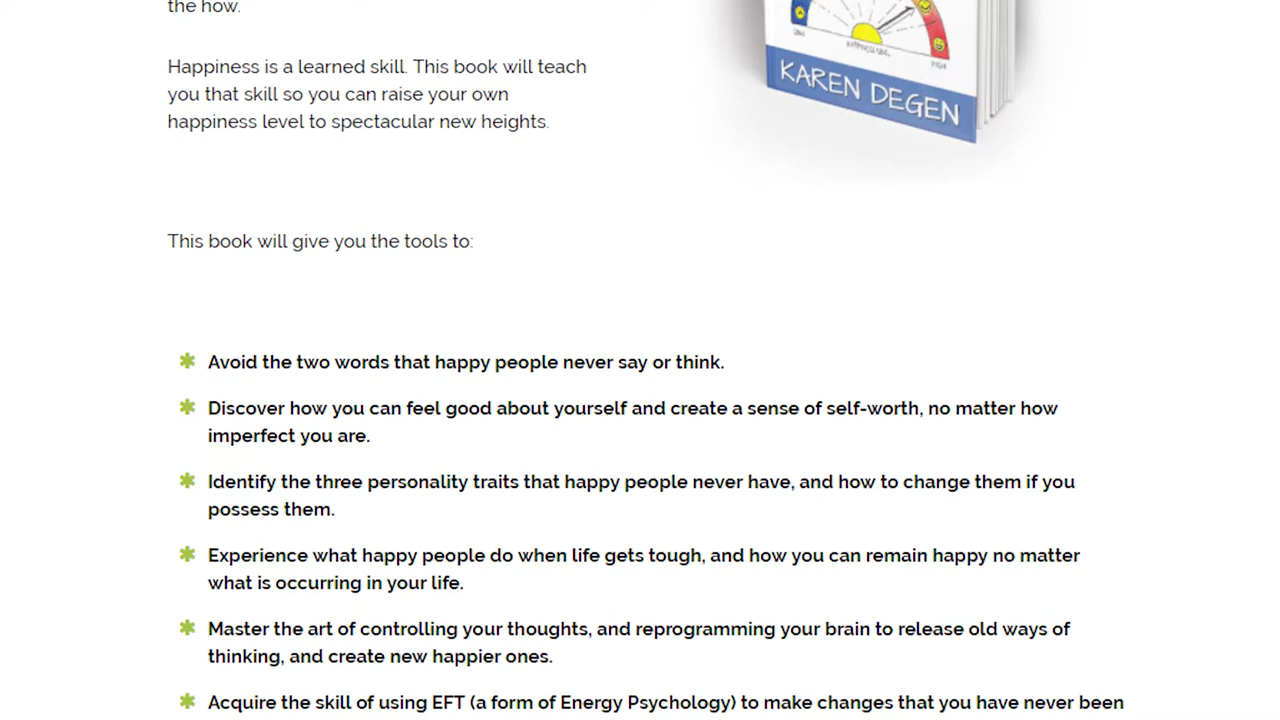 the how.
Happiness is a learned skill. This book will teach
you that skill so you can raise your own
happiness level to spectacular new heights.
HIGH
KAREN DEGEN
This book will give you the tools to:
Avoid the two words that happy people never say or think.
Discover how you can feel good about yourself and create a sense of self-worth, no matter how
imperfect you are.
Identify the three personality traits that happy people never have, and how to change them if you
possess them.
Experience what happy people do when life gets tough, and how you can remain happy no matter
what is occurring in your life.
Master the art of controlling your thoughts, and reprogramming your brain to release old ways of
thinking, and create new happier ones.
Acquire the skill of using EFT (a form of Energy Psychology) to make changes that you have never been